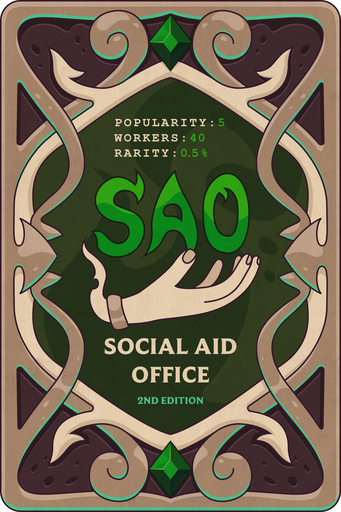 POPULARITY: 5
WORKERS: 40
RARITY: 0.5%
SAO
SOCIAL AID
OFFICE
2ND EDITION